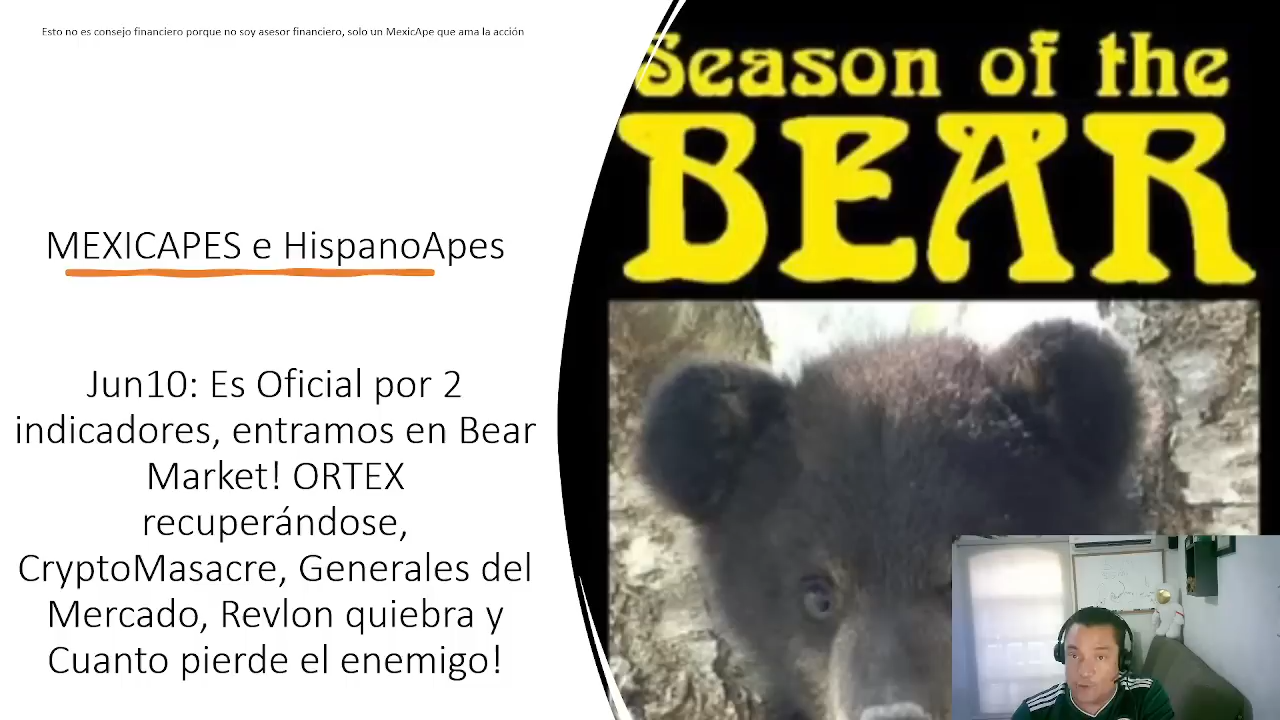 Esto no es consejo financiero porque no soy asesor financiero, solo un MexicApe que ama la acción
Season of the
BEAR
MEXICAPES e HispanoApes
Jun10: Es Oficial por 2
indicadores, entramos en Bear
Market! ORTEX
recuperándose,
CryptoMasacre, Generales del
Mercado, Revlon quiebra y
Cuanto pierde el enemigo!